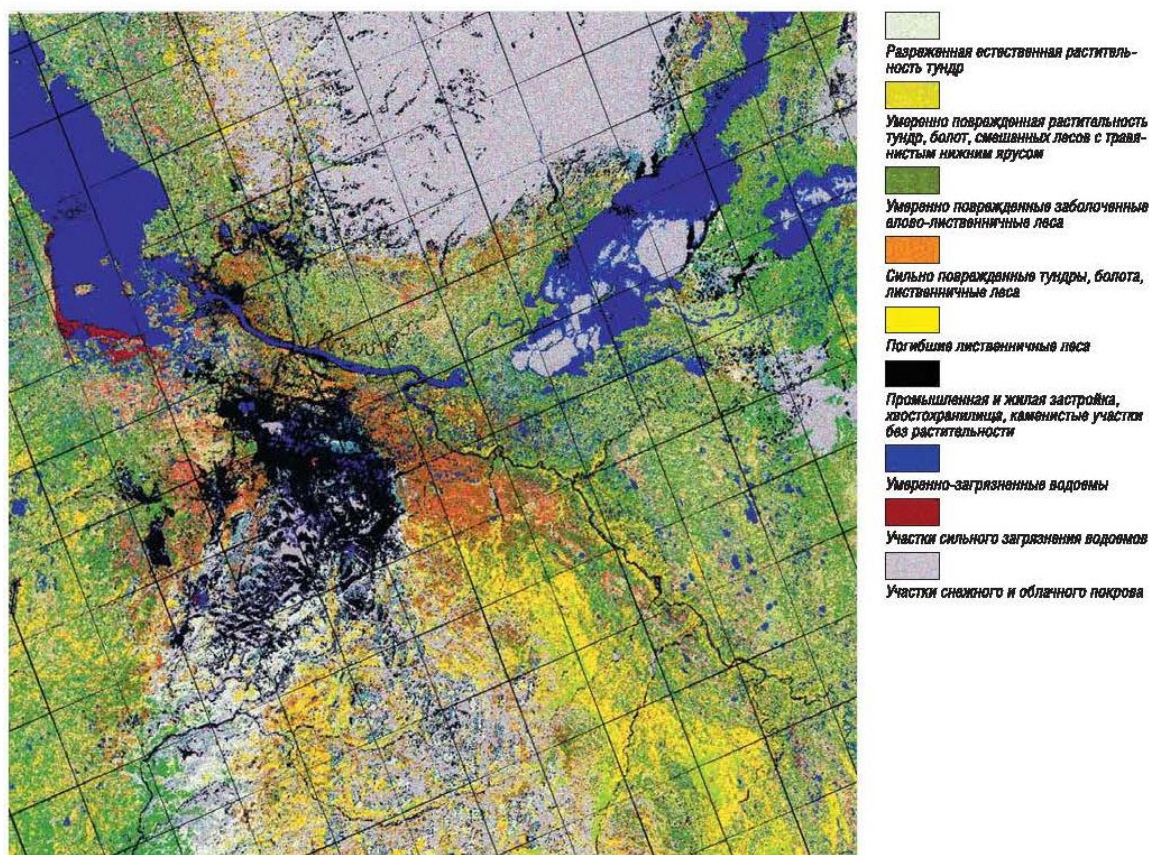 Разреженная естественная раститель-
ность тундр
Умеренно поврежденная растительность
тундр, болот, смешанных лесов с травя-
нистым нижним ярусом
Умеренно поврежденные заболоченные
елово-лиственничные леса
Сильно поврежденные тундры, болота,
лиственничные леса
Погибшие лиственничные леса
Промышленная и жилая застройка,
хвостохранилища, каменистые участки
без растительности
Умеренно-загрязненные водоемы
Участки сильного загрязнения водоемов
Участки снежного и облачного покрова